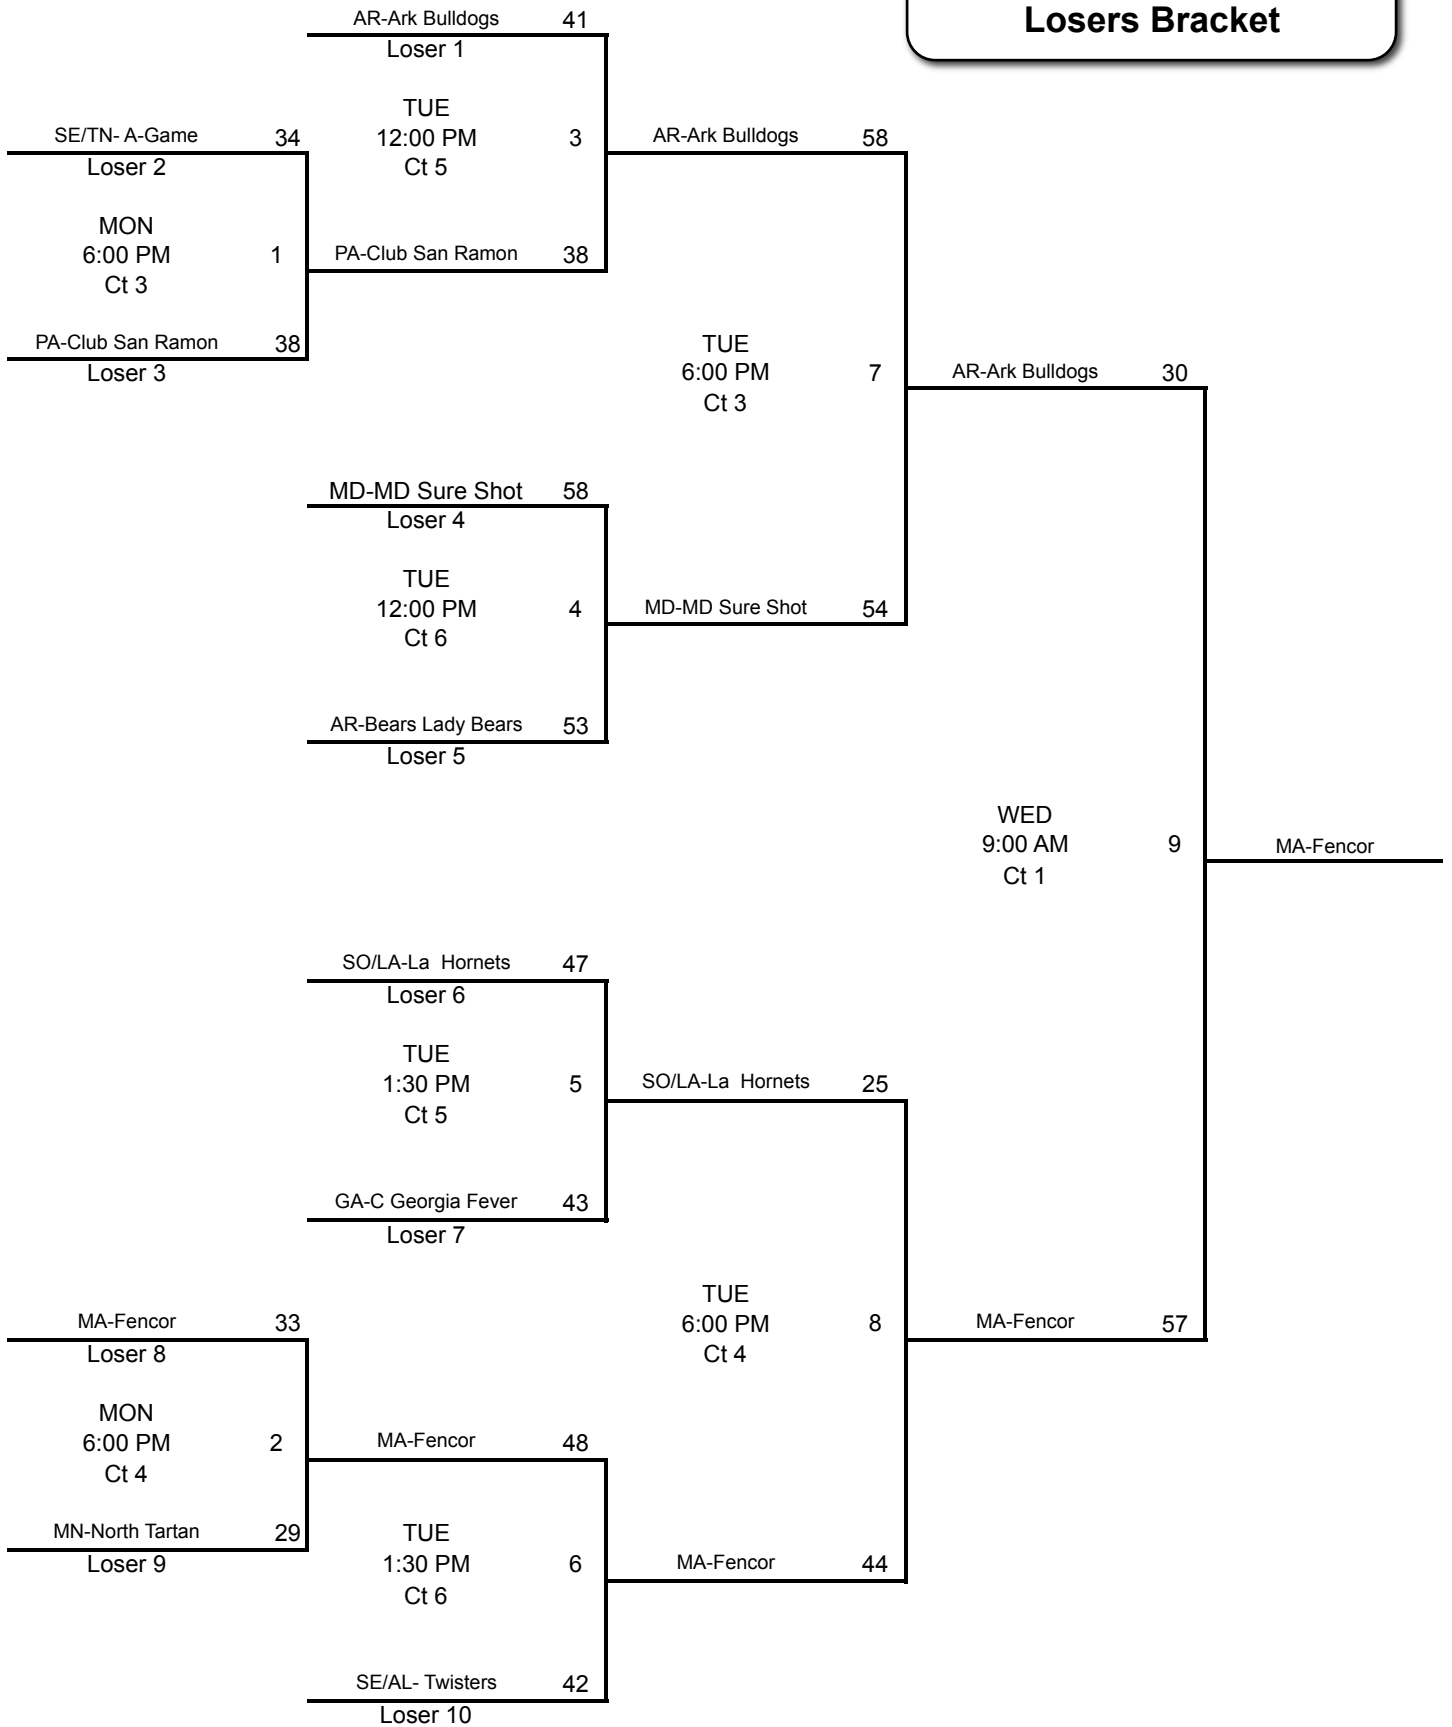 Losers Bracket
AR-Ark Bulldogs 41
Loser 1
TUE
12:00 PM 3
Ct 5
SE/TN- A-Game 34
Loser 2
AR-Ark Bulldogs 58
MON
6:00 PM 1
Ct 3
PA-Club San Ramon 38
PA-Club San Ramon 38
Loser 3
TUE
6:00 PM 7
Ct 3
AR-Ark Bulldogs 30
MD-MD Sure Shot 58
Loser 4
TUE
12:00 PM 4
Ct 6
MD-MD Sure Shot 54
AR-Bears Lady Bears 53
Loser 5
WED
9:00 AM 9
Ct 1
MA-Fencor
SO/LA-La  Hornets 47
Loser 6
TUE
1:30 PM 5
Ct 5
SO/LA-La  Hornets 25
GA-C Georgia Fever 43
Loser 7
TUE
6:00 PM 8
Ct 4
MA-Fencor 57
MA-Fencor 33
Loser 8
MON
6:00 PM 2
Ct 4
MA-Fencor 48
MN-North Tartan 29
Loser 9
TUE
1:30 PM 6
Ct 6
MA-Fencor 44
SE/AL- Twisters 42
Loser 10